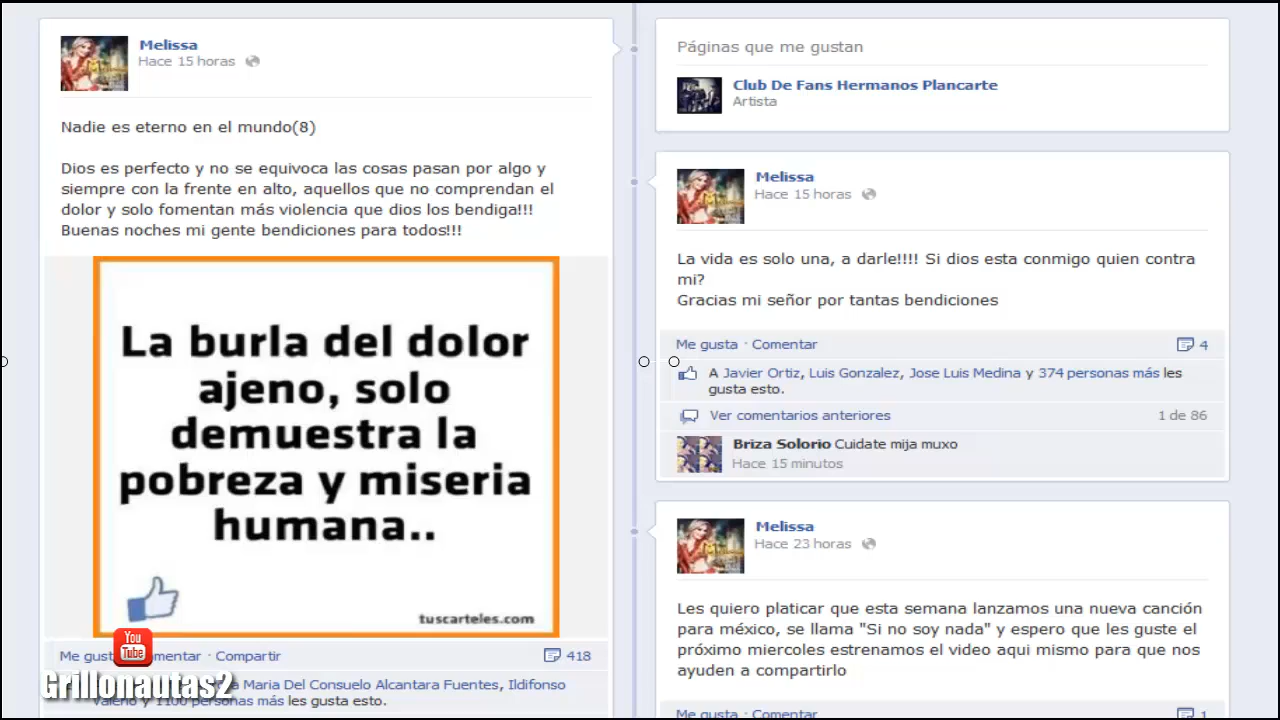 Melissa
Hace 15 horas
Nadie es eterno en el mundo(8)
Dios es perfecto y no se equivoca las cosas pasan por algo y
siempre con la frente en alto, aquellos que no comprendan el
dolor y solo fomentan más violencia que dios los bendiga!!!
Buenas noches mi gente bendiciones para todos!!!
La burla del dolor
ajeno, solo
demuestra la
pobreza y miseria
humana..
tuscarteles.com
Me gust mentar · Compartir
418
Maria Del Consuelo Alcantara Fuentes, Ildifonso
Valerio y 1100 personas más les gusta esto.
You
Tube
Grillonautas2
Páginas que me gustan
Club De Fans Hermanos Plancarte
Artista
Melissa
Hace 15 horas
La vida es solo una, a darle!!!! Si dios esta conmigo quien contra
mi?
Gracias mi señor por tantas bendiciones
Me gusta · Comentar
4
A Javier Ortiz, Luis Gonzalez, Jose Luis Medina y 374 personas más les
gusta esto.
Ver comentarios anteriores
1 de 86
Briza Solorio Cuidate mija muxo
Hace 15 minutos
Melissa
Hace 23 horas
Les quiero platicar que esta semana lanzamos una nueva canción
para méxico, se llama "Si no soy nada" y espero que les guste el
próximo miercoles estrenamos el video aqui mismo para que nos
ayuden a compartirlo
Me gusta · Comentar
1